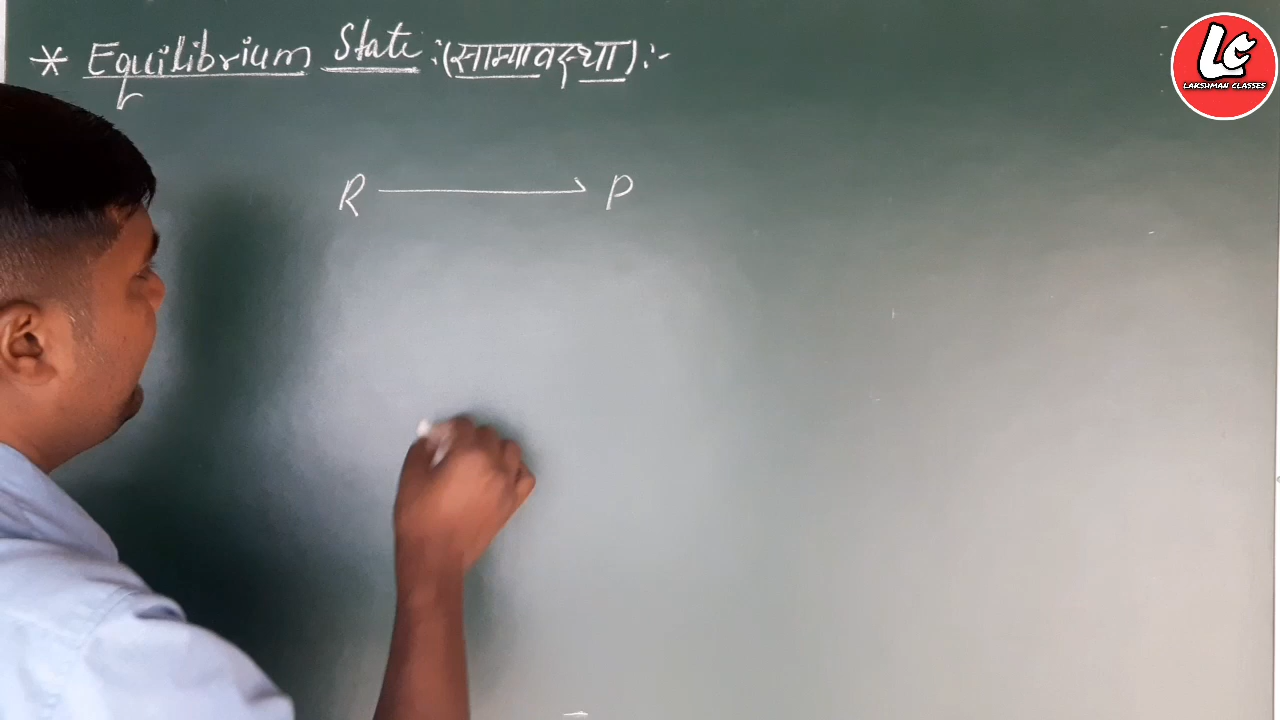 * Equilibrium State :(साम्यावस्था):-
R → P
LC
LAKSHMAN CLASSES